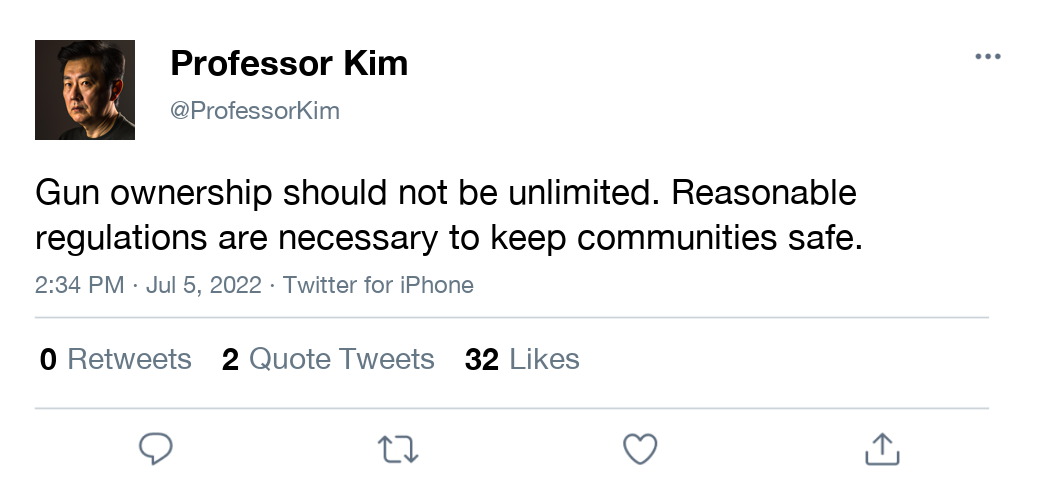 Professor Kim
@ProfessorKim
Gun ownership should not be unlimited. Reasonable
regulations are necessary to keep communities safe.
2:34 PM · Jul 5, 2022 · Twitter for iPhone
0 Retweets 2 Quote Tweets 32 Likes